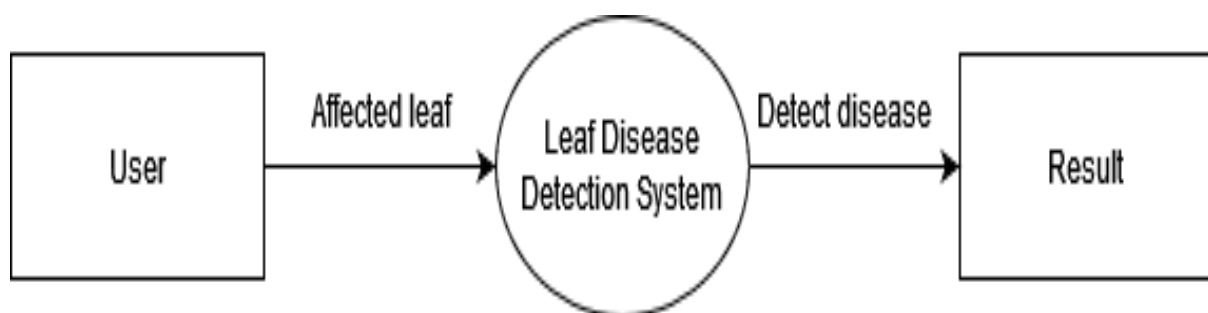 User
Affected leaf
Leaf Disease
Detection System
Detect disease
Result